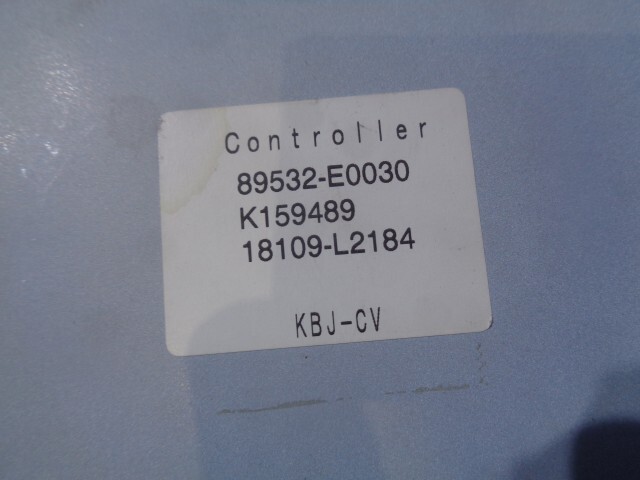 Controller
89532-E0030
K159489
18109-L2184
KBJ-CV